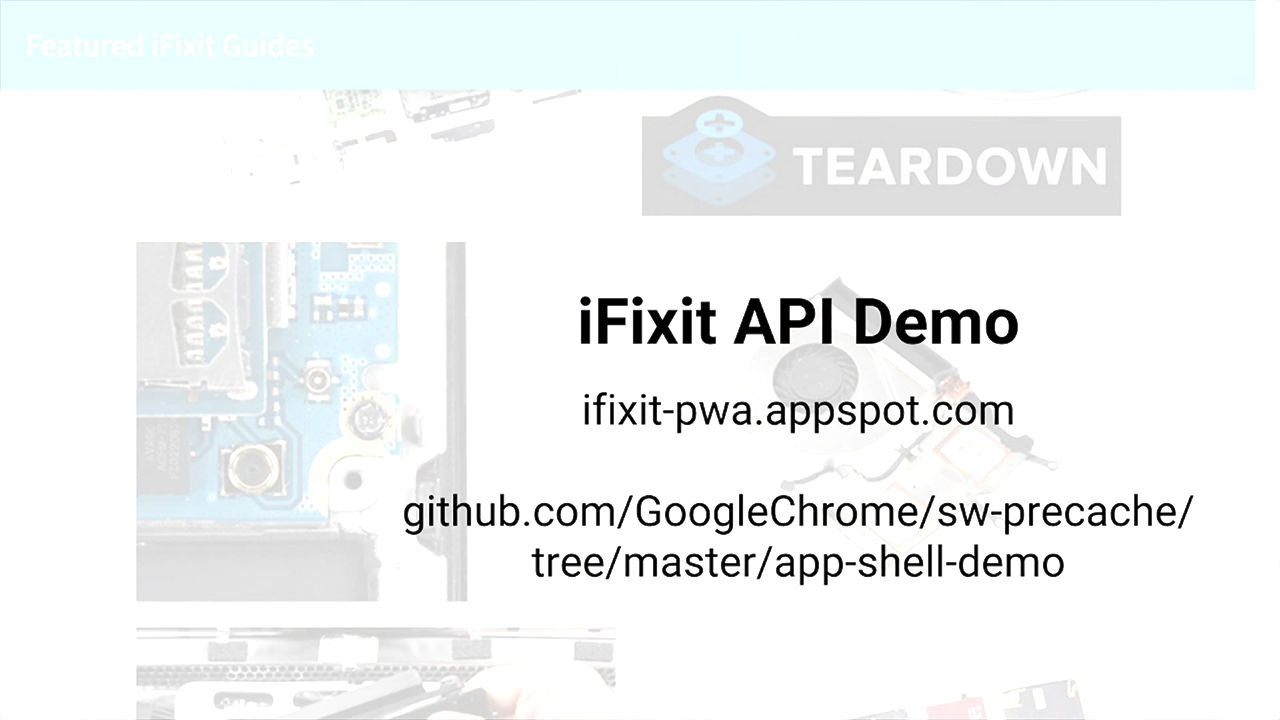 Featured iFixit Guides
TEARDOWN
iFixit API Demo
ifixit-pwa.appspot.com
github.com/GoogleChrome/sw-precache/
tree/master/app-shell-demo